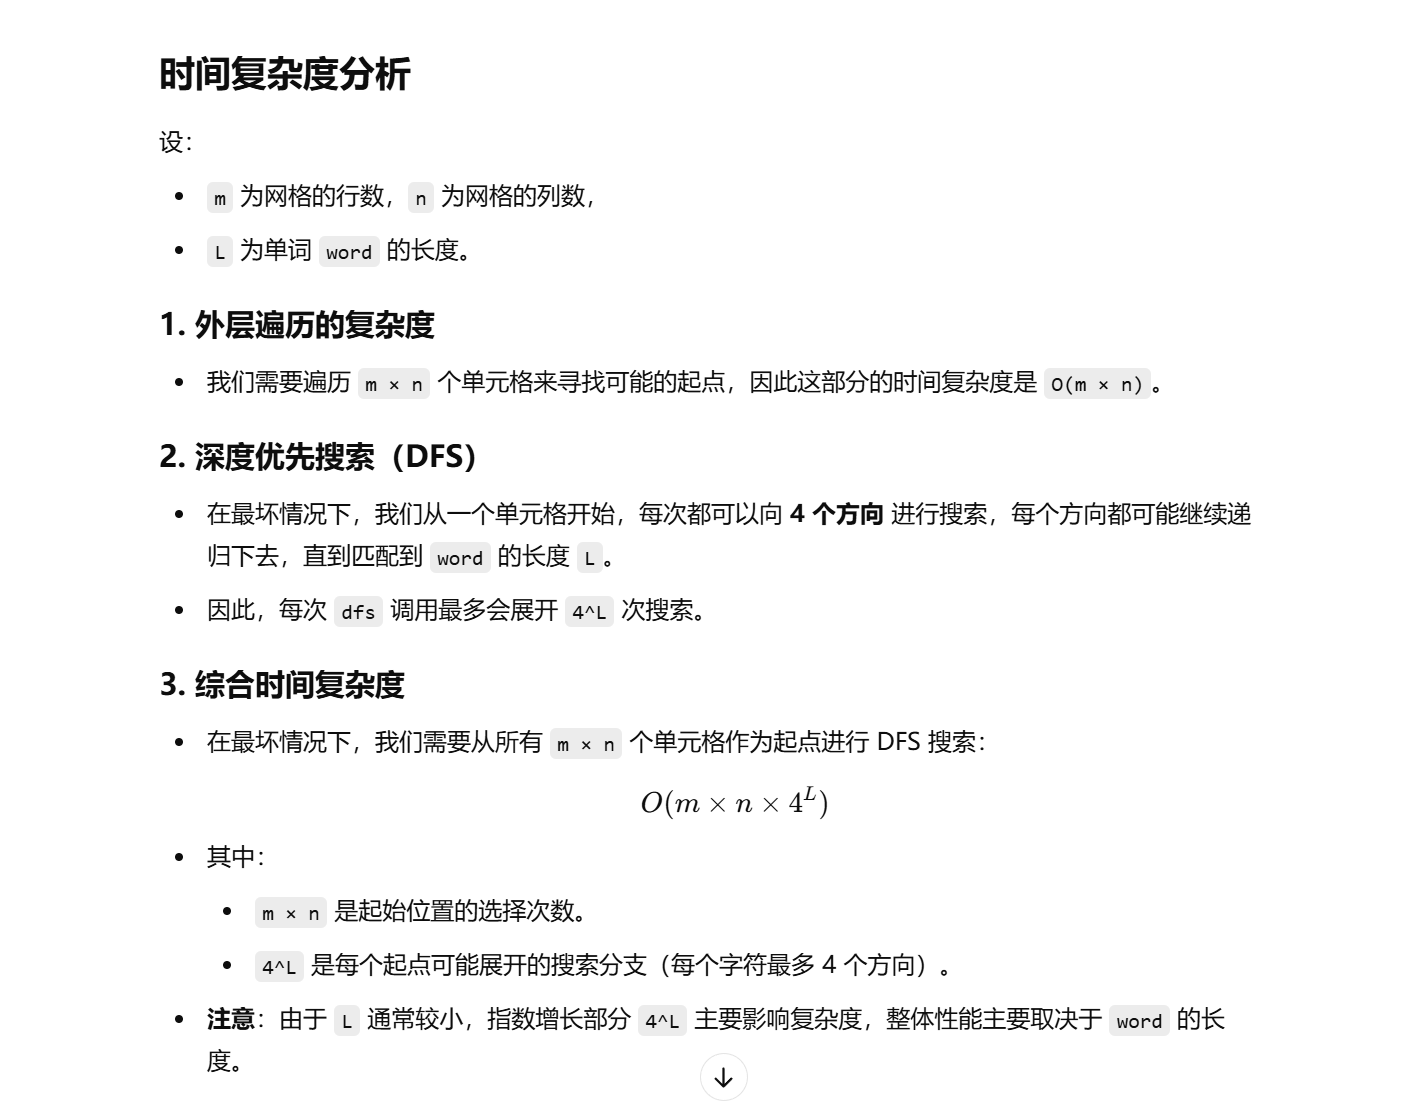 时间复杂度分析
设：
m 为网格的行数，n 为网格的列数，
L 为单词 word 的长度。
1. 外层遍历的复杂度
我们需要遍历 m × n 个单元格来寻找可能的起点，因此这部分的时间复杂度是 O(m × n)。
2. 深度优先搜索（DFS）
在最坏情况下，我们从一个单元格开始，每次都可以向 4 个方向 进行搜索，每个方向都可能继续递
归下去，直到匹配到 word 的长度 L。
因此，每次 dfs 调用最多会展开 4^L 次搜索。
3. 综合时间复杂度
在最坏情况下，我们需要从所有 m × n 个单元格作为起点进行 DFS 搜索：
O(m × n × 4^L)
其中：
m × n 是起始位置的选择次数。
4^L 是每个起点可能展开的搜索分支（每个字符最多 4 个方向）。
注意：由于 L 通常较小，指数增长部分 4^L 主要影响复杂度，整体性能主要取决于 word 的长
度。